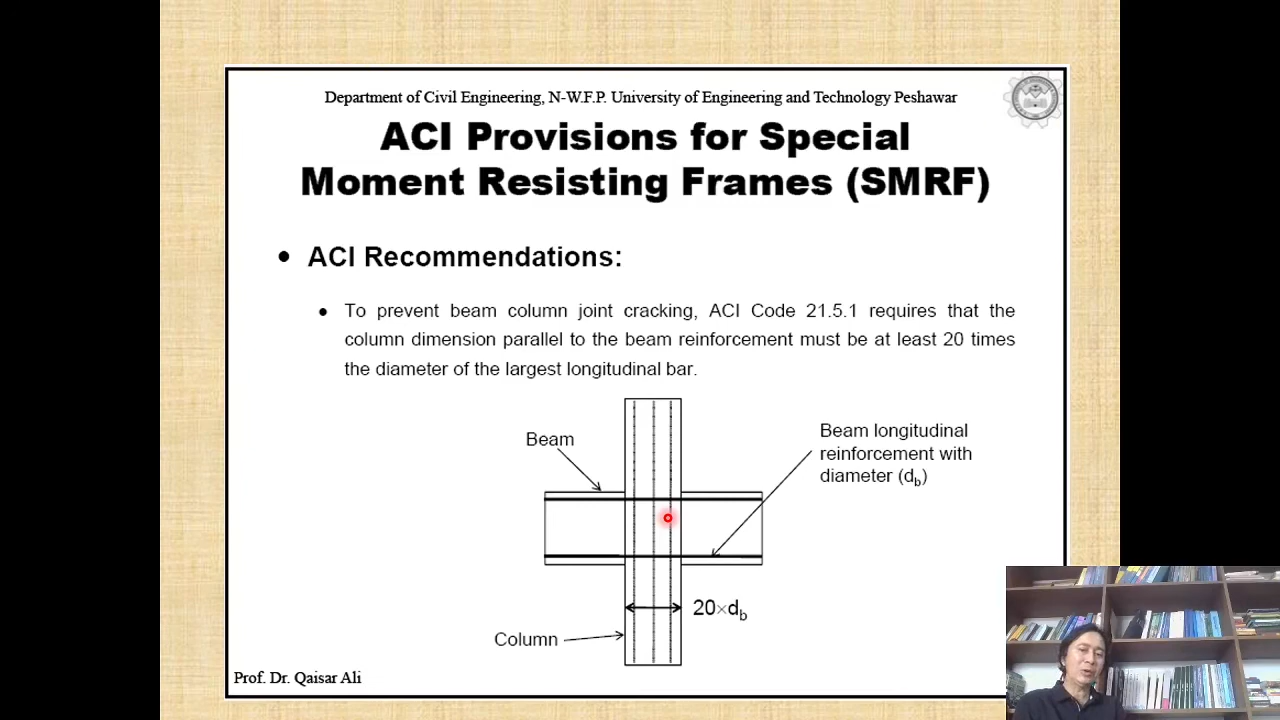 Department of Civil Engineering, N-W.F.P. University of Engineering and Technology Peshawar
ACI Provisions for Special
Moment Resisting Frames (SMRF)
• ACI Recommendations:
• To prevent beam column joint cracking, ACI Code 21.5.1 requires that the
column dimension parallel to the beam reinforcement must be at least 20 times
the diameter of the largest longitudinal bar.
Beam
Beam longitudinal
reinforcement with
diameter (db)
20×db
Column
Prof. Dr. Qaisar Ali